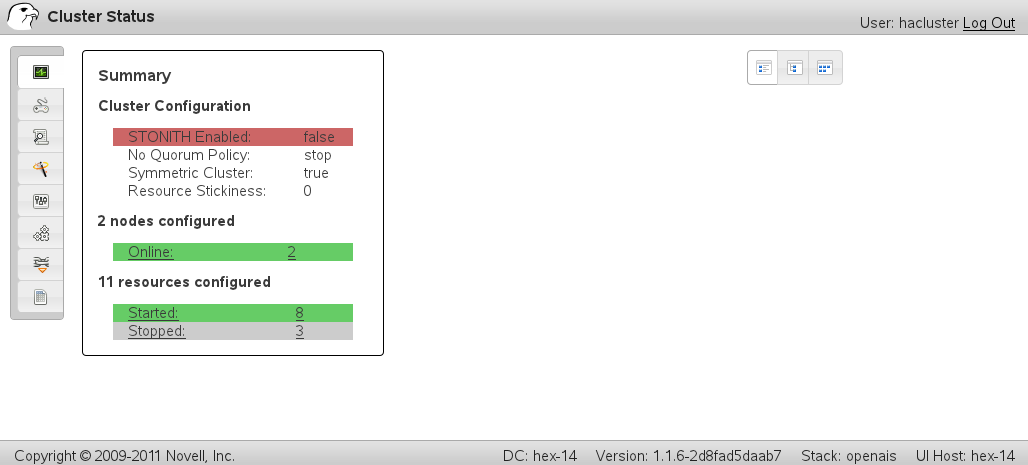 Cluster Status
User: hacluster Log Out
Summary
Cluster Configuration
STONITH Enabled: false
No Quorum Policy: stop
Symmetric Cluster: true
Resource Stickiness: 0
2 nodes configured
Online: 2
11 resources configured
Started: 8
Stopped: 3
Copyright © 2009-2011 Novell, Inc. DC: hex-14 Version: 1.1.6-2d8fad5daab7 Stack: openais UI Host: hex-14